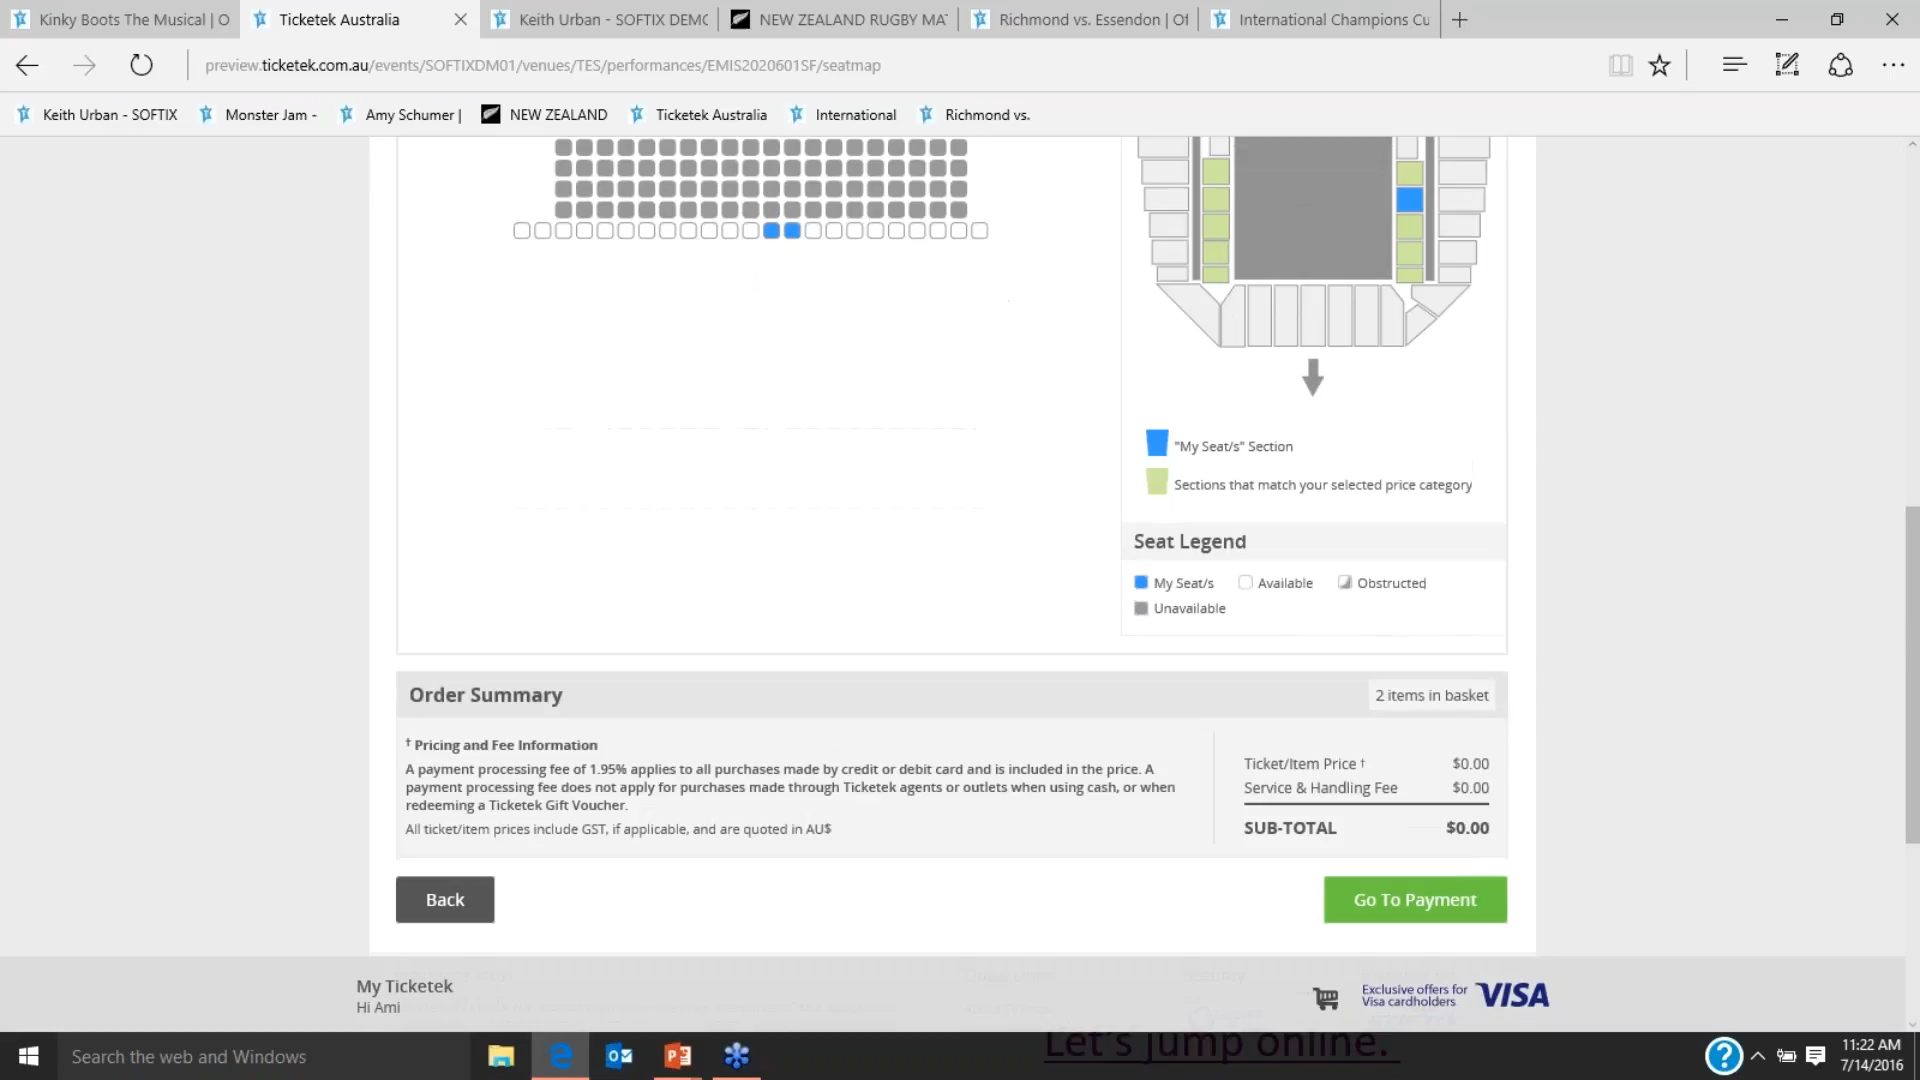 Kinky Boots The Musical | O
Ticketek Australia
Keith Urban - SOFTIX DEMO
NEW ZEALAND RUGBY MA
Richmond vs. Essendon | Of
International Champions Cu
preview.ticketek.com.au/events/SOFTIXDM01/venues/TES/performances/EMIS2020601SF/seatmap
Keith Urban - SOFTIX
Monster Jam -
Amy Schumer |
NEW ZEALAND
Ticketek Australia
International
Richmond vs.
"My Seat/s" Section
Sections that match your selected price category
Seat Legend
My Seat/s
Available
Obstructed
Unavailable
Order Summary
2 items in basket
† Pricing and Fee Information
A payment processing fee of 1.95% applies to all purchases made by credit or debit card and is included in the price. A
payment processing fee does not apply for purchases made through Ticketek agents or outlets when using cash, or when
redeeming a Ticketek Gift Voucher.
All ticket/item prices include GST, if applicable, and are quoted in AU$
Ticket/Item Price † $0.00
Service & Handling Fee $0.00
SUB-TOTAL $0.00
Back
Go To Payment
My Ticketek
Hi Ami
Exclusive offers for
Visa cardholders
VISA
Let's jump online.
Search the web and Windows
11:22 AM
7/14/2016